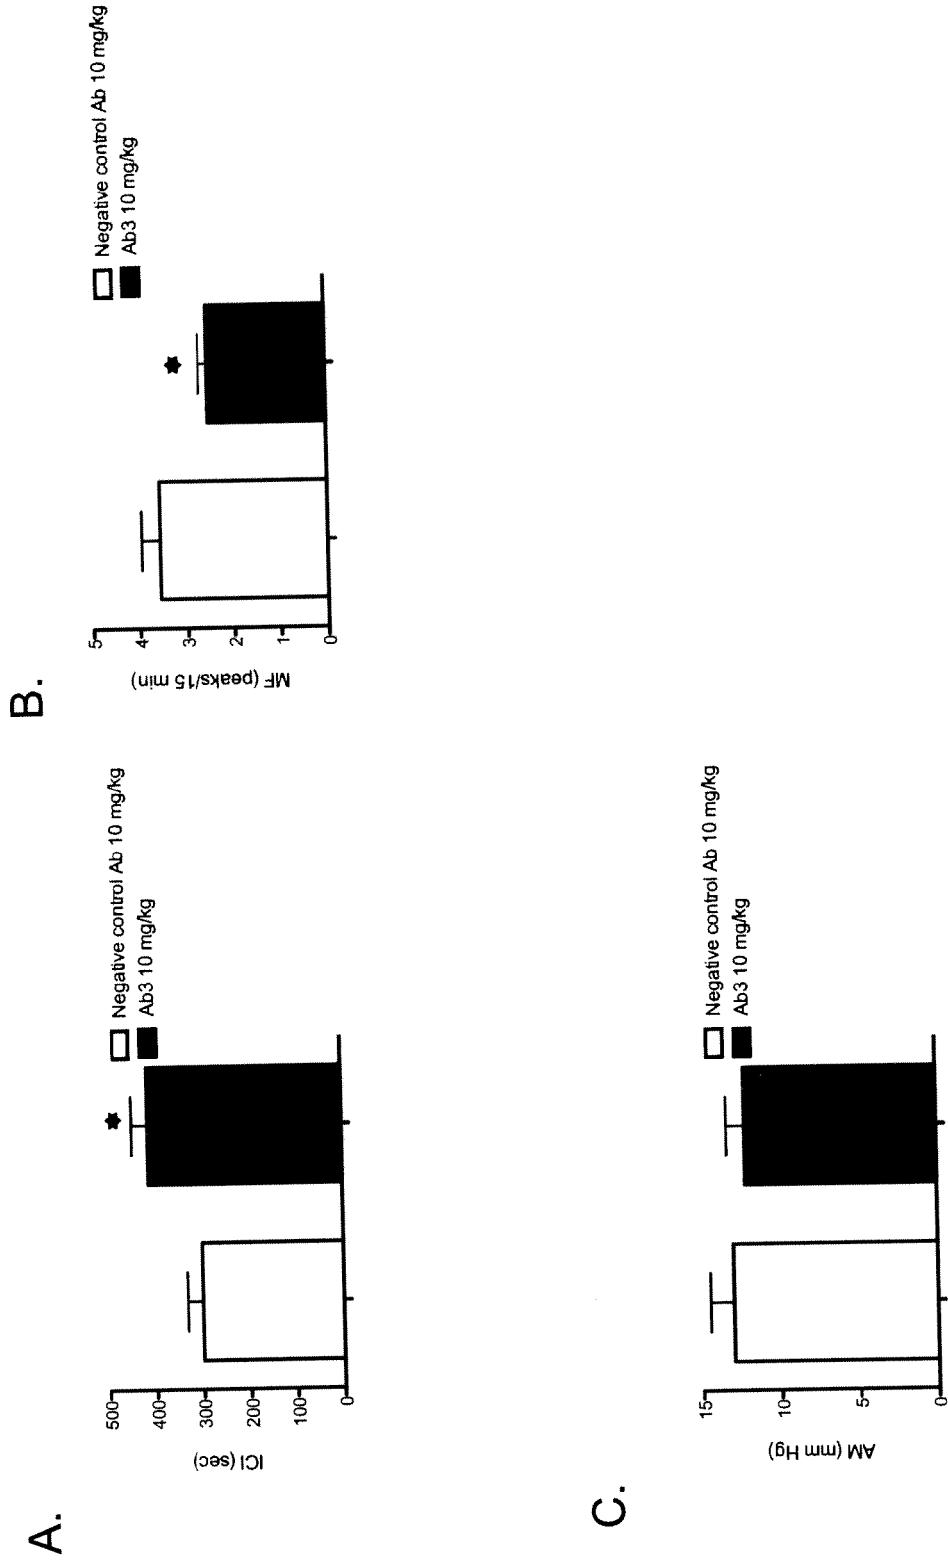 A.
ICI (sec)
500
400
300
200
100
0
*
Negative control Ab 10 mg/kg
Ab3 10 mg/kg
B.
MF (peaks/15 min)
5
4
3
2
1
0
*
Negative control Ab 10 mg/kg
Ab3 10 mg/kg
C.
AM (mm Hg)
15
10
5
0
Negative control Ab 10 mg/kg
Ab3 10 mg/kg